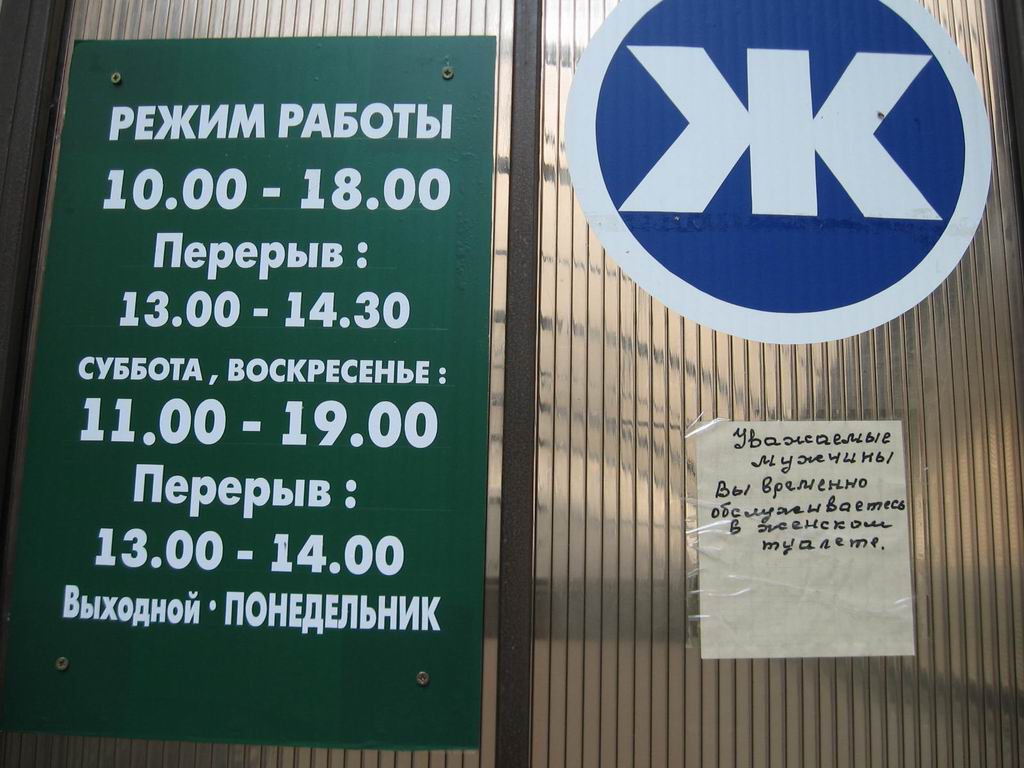 РЕЖИМ РАБОТЫ
10.00 - 18.00
Перерыв :
13.00 - 14.30
СУББОТА , ВОСКРЕСЕНЬЕ :
11.00 - 19.00
Перерыв :
13.00 - 14.00
Выходной · ПОНЕДЕЛЬНИК
Ж
Уважаемые
мужчины
Вы временно
обслуживаетесь
в женском
туалете.